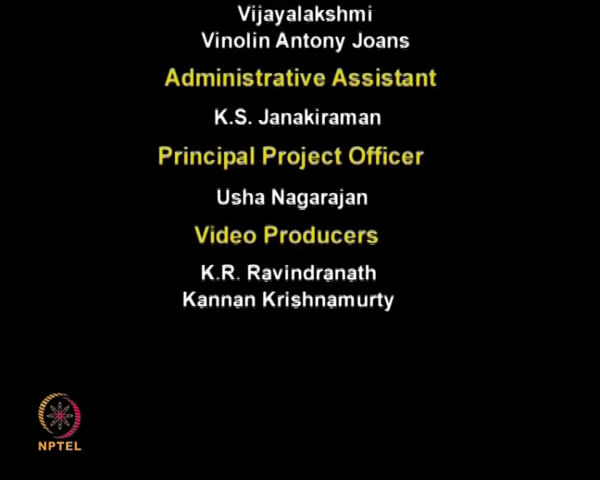 Vijayalakshmi
Vinolin Antony Joans
Administrative Assistant
K.S. Janakiraman
Principal Project Officer
Usha Nagarajan
Video Producers
K.R. Ravindranath
Kannan Krishnamurty
NPTEL